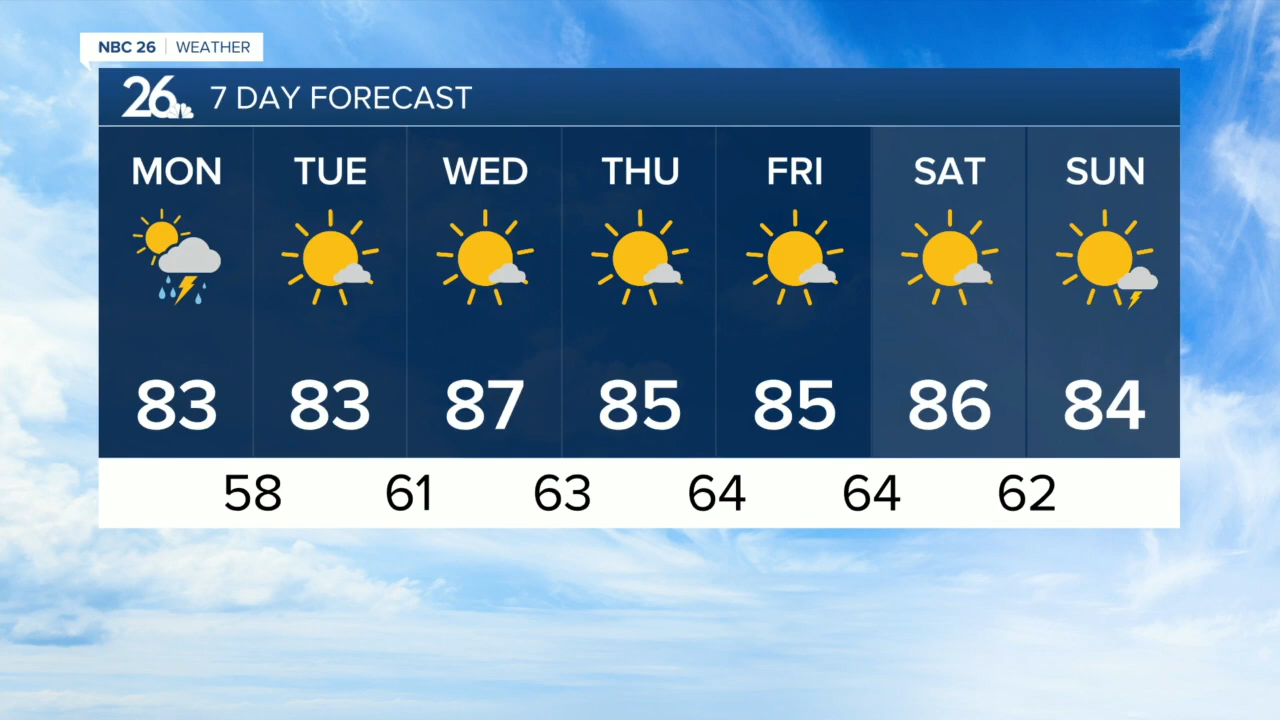 NBC 26 | WEATHER
26 7 DAY FORECAST
MON TUE WED THU FRI SAT SUN
83 83 87 85 85 86 84
58 61 63 64 64 62